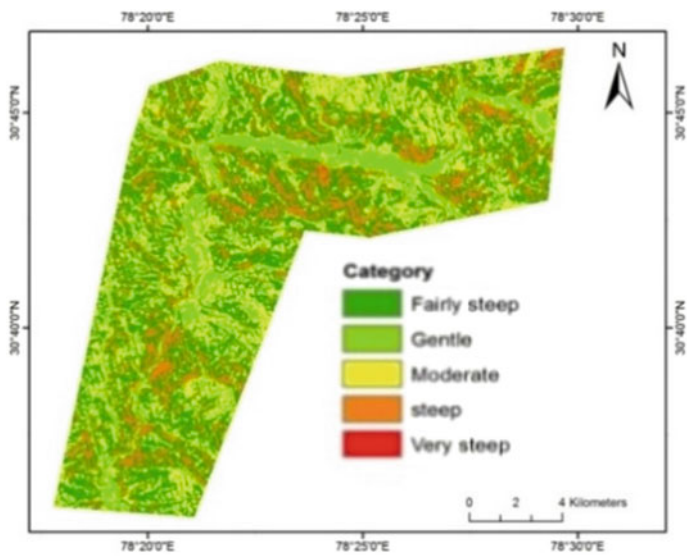 78°20'0"E 78°25'0"E 78°30'0"E
N
30°45'0"N 30°45'0"N
Category
Fairly steep
Gentle
Moderate
steep
Very steep
30°40'0"N 30°40'0"N
0 2 4 Kilometers
78°20'0"E 78°25'0"E 78°30'0"E